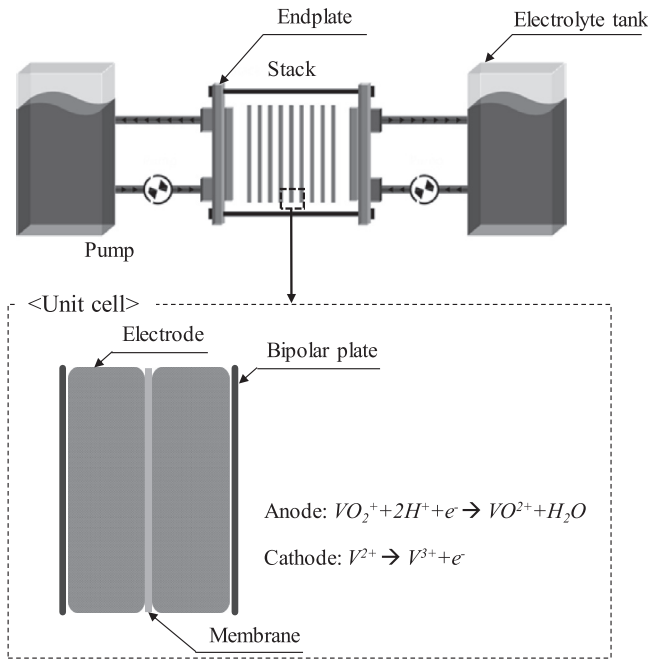 Endplate
Electrolyte tank
Stack
Pump
<Unit cell>
Electrode
Bipolar plate
Anode: VO₂⁺+2H⁺+e⁻ → VO²⁺+H₂O
Cathode: V²⁺ → V³⁺+e⁻
Membrane